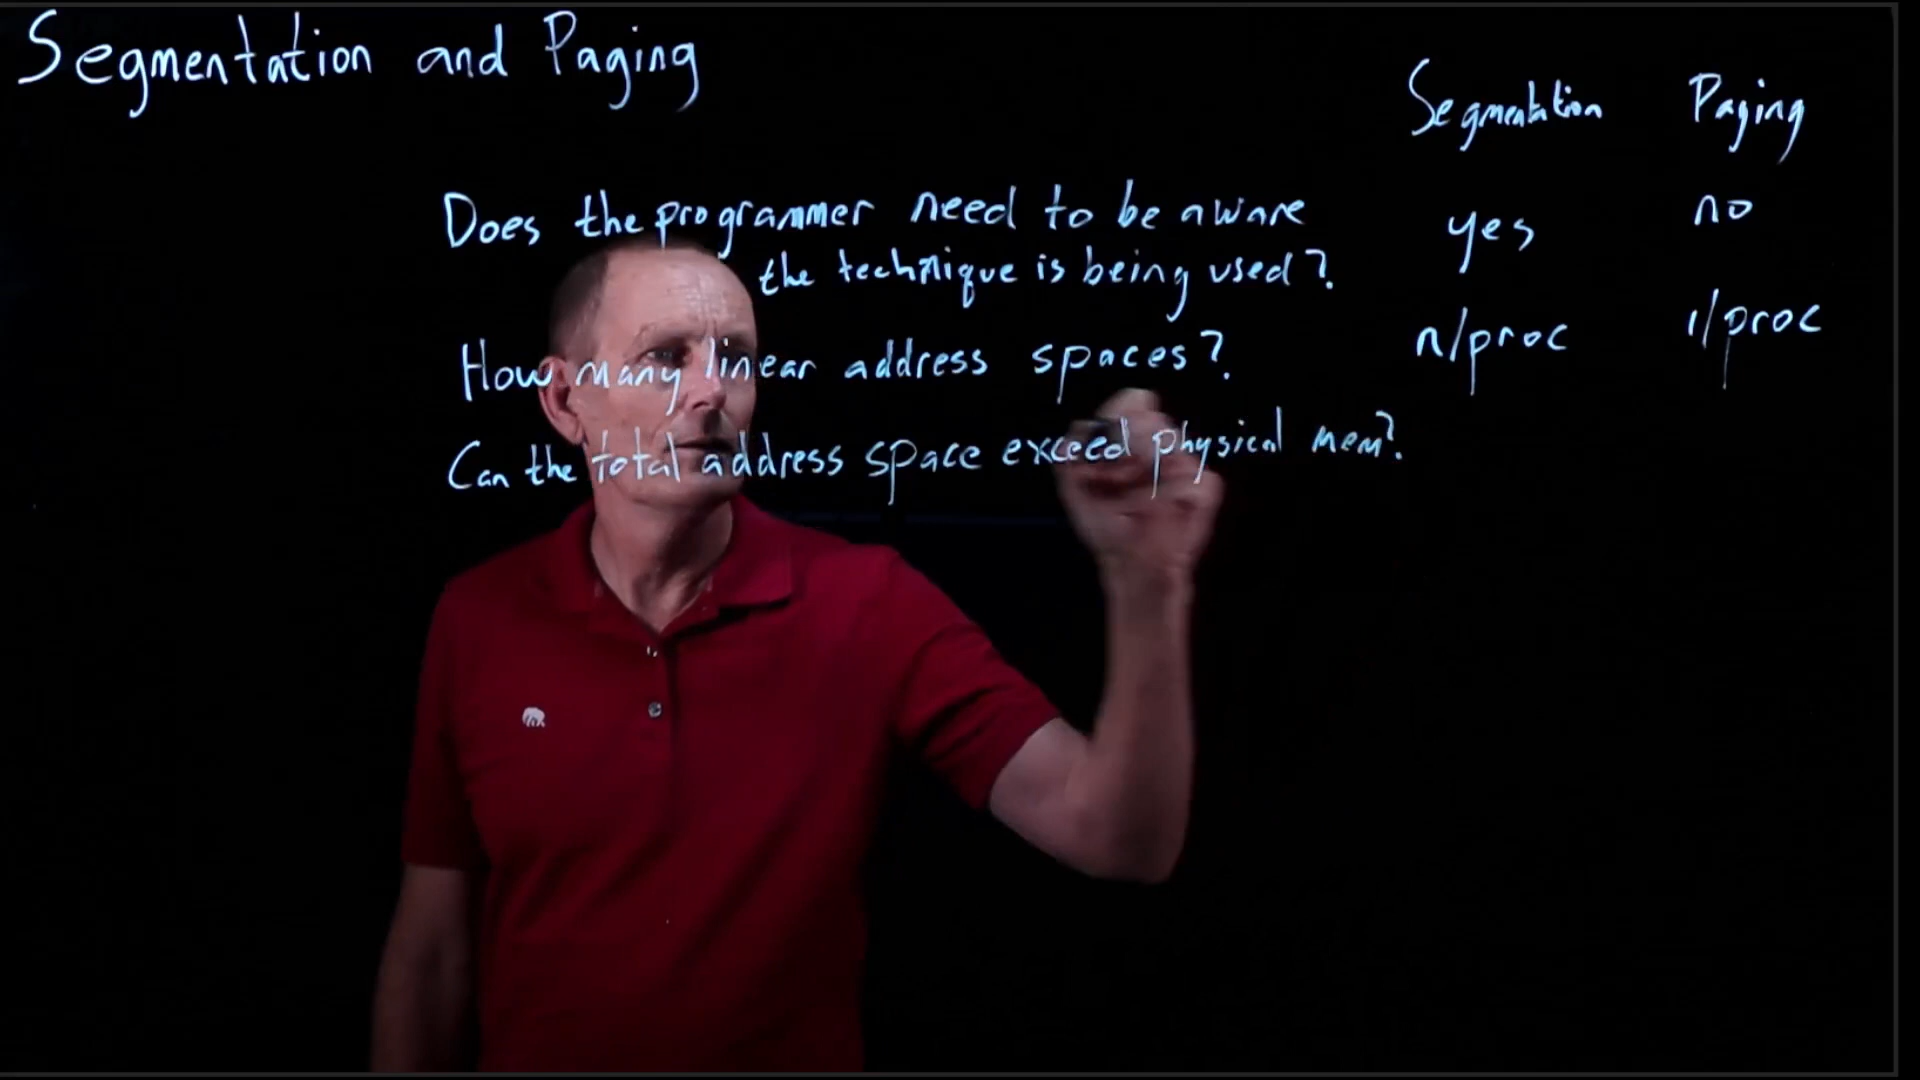 Segmentation and Paging
Segmentation Paging
Does the programmer need to be aware
the technique is being used?
yes no
How many linear address spaces?
n/proc 1/proc
Can the total address space exceed physical mem?